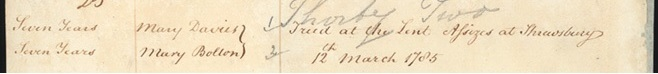 Shorby Two
Seven Years Mary Davies } 1 Tried at the Lent Assizes at Shrewsbury
Seven Years Mary Bolton } 2 12th March 1785